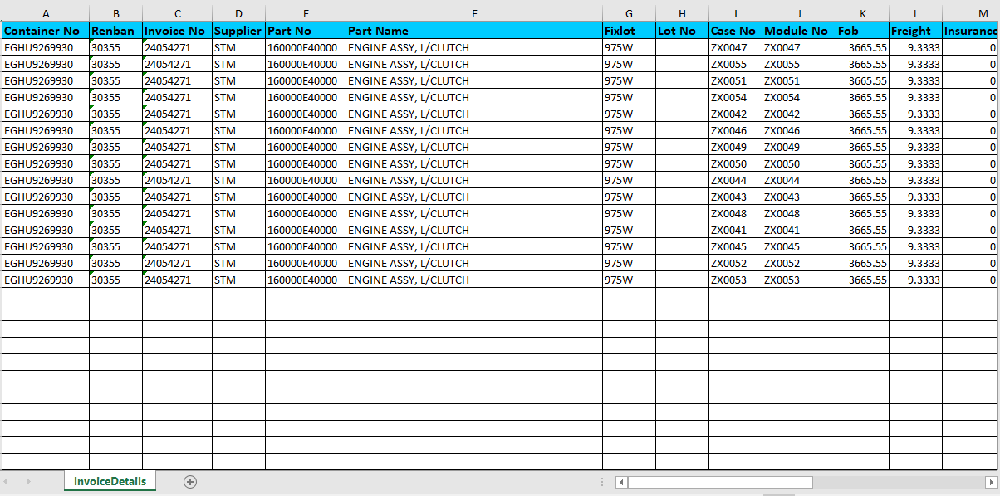 A B C D E F G H I J K L M
Container No Renban Invoice No Supplier Part No Part Name Fixlot Lot No Case No Module No Fob Freight Insurance
EGHU9269930 30355 24054271 STM 160000E40000 ENGINE ASSY, L/CLUTCH 975W ZX0047 ZX0047 3665.55 9.3333 0
EGHU9269930 30355 24054271 STM 160000E40000 ENGINE ASSY, L/CLUTCH 975W ZX0055 ZX0055 3665.55 9.3333 0
EGHU9269930 30355 24054271 STM 160000E40000 ENGINE ASSY, L/CLUTCH 975W ZX0051 ZX0051 3665.55 9.3333 0
EGHU9269930 30355 24054271 STM 160000E40000 ENGINE ASSY, L/CLUTCH 975W ZX0054 ZX0054 3665.55 9.3333 0
EGHU9269930 30355 24054271 STM 160000E40000 ENGINE ASSY, L/CLUTCH 975W ZX0042 ZX0042 3665.55 9.3333 0
EGHU9269930 30355 24054271 STM 160000E40000 ENGINE ASSY, L/CLUTCH 975W ZX0046 ZX0046 3665.55 9.3333 0
EGHU9269930 30355 24054271 STM 160000E40000 ENGINE ASSY, L/CLUTCH 975W ZX0049 ZX0049 3665.55 9.3333 0
EGHU9269930 30355 24054271 STM 160000E40000 ENGINE ASSY, L/CLUTCH 975W ZX0050 ZX0050 3665.55 9.3333 0
EGHU9269930 30355 24054271 STM 160000E40000 ENGINE ASSY, L/CLUTCH 975W ZX0044 ZX0044 3665.55 9.3333 0
EGHU9269930 30355 24054271 STM 160000E40000 ENGINE ASSY, L/CLUTCH 975W ZX0043 ZX0043 3665.55 9.3333 0
EGHU9269930 30355 24054271 STM 160000E40000 ENGINE ASSY, L/CLUTCH 975W ZX0048 ZX0048 3665.55 9.3333 0
EGHU9269930 30355 24054271 STM 160000E40000 ENGINE ASSY, L/CLUTCH 975W ZX0041 ZX0041 3665.55 9.3333 0
EGHU9269930 30355 24054271 STM 160000E40000 ENGINE ASSY, L/CLUTCH 975W ZX0045 ZX0045 3665.55 9.3333 0
EGHU9269930 30355 24054271 STM 160000E40000 ENGINE ASSY, L/CLUTCH 975W ZX0052 ZX0052 3665.55 9.3333 0
EGHU9269930 30355 24054271 STM 160000E40000 ENGINE ASSY, L/CLUTCH 975W ZX0053 ZX0053 3665.55 9.3333 0
InvoiceDetails